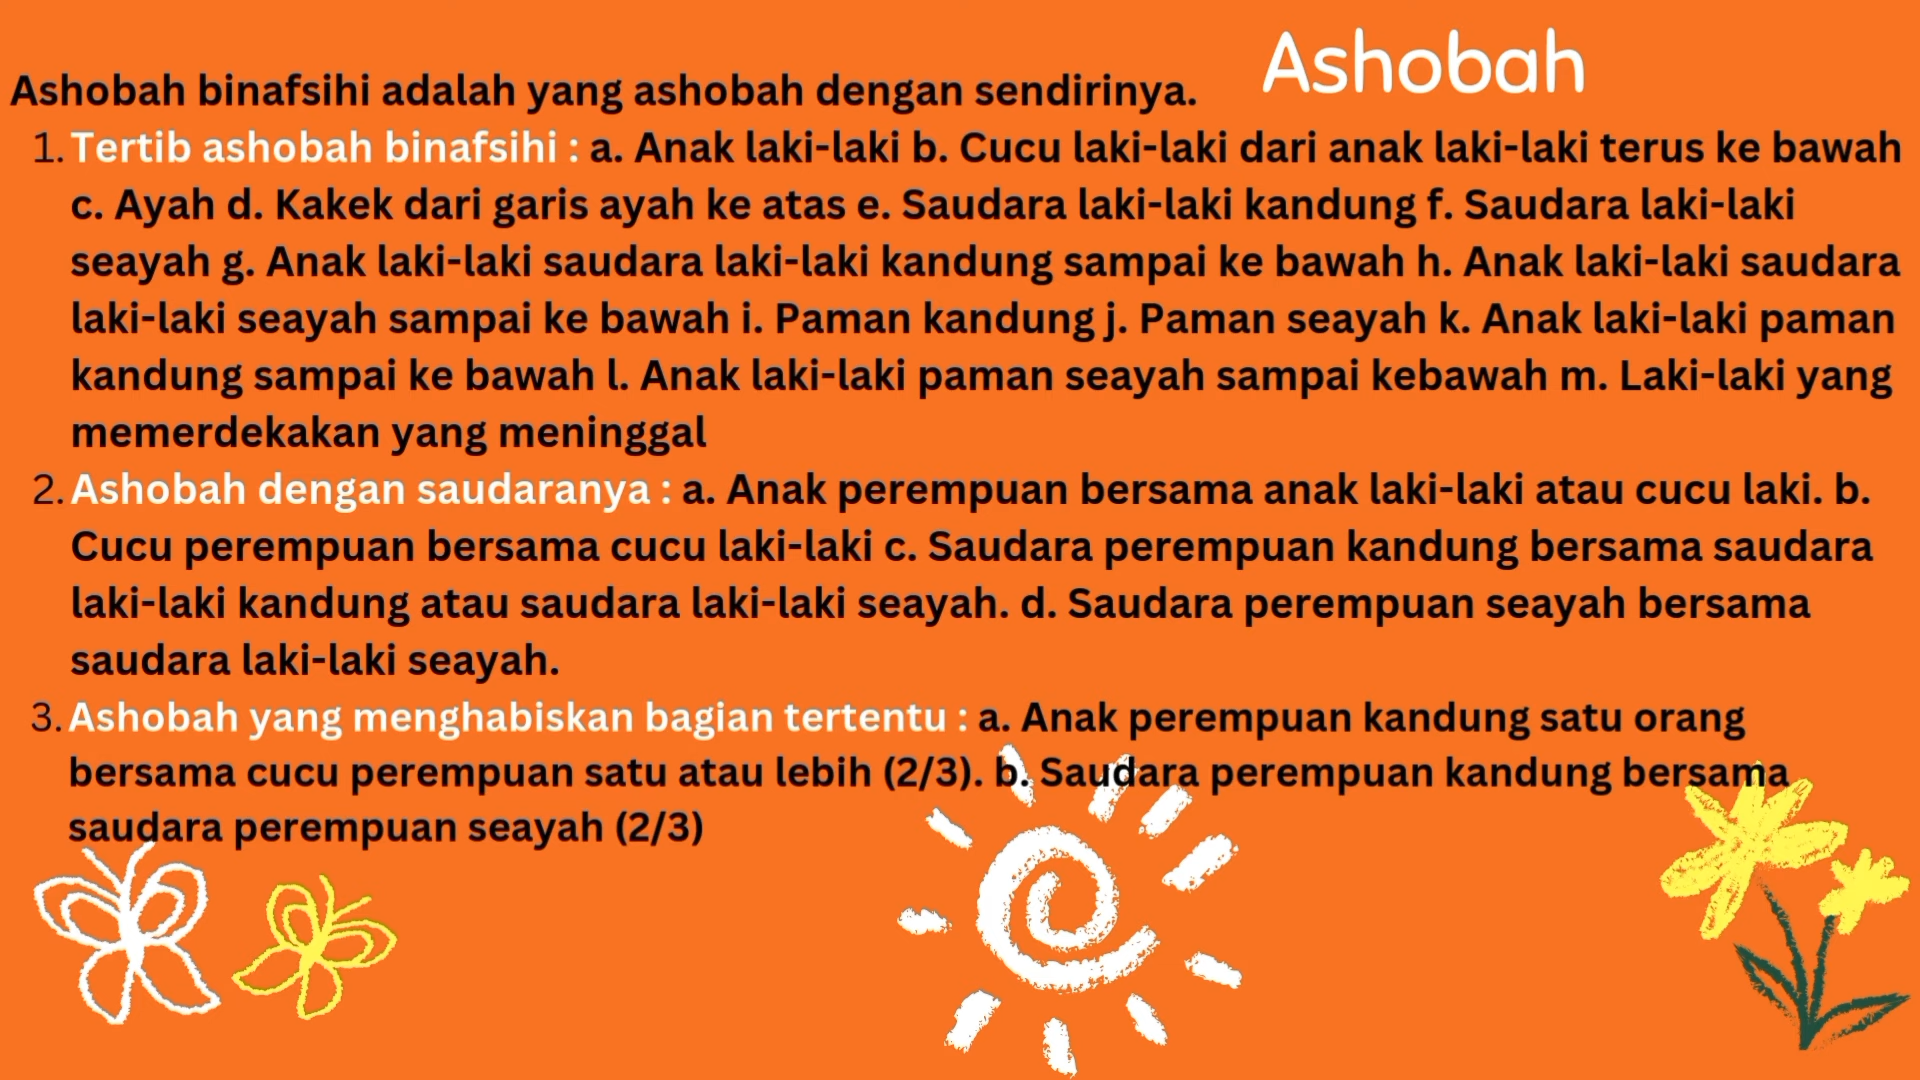 Ashobah
Ashobah binafsihi adalah yang ashobah dengan sendirinya.
1. Tertib ashobah binafsihi : a. Anak laki-laki b. Cucu laki-laki dari anak laki-laki terus ke bawah
c. Ayah d. Kakek dari garis ayah ke atas e. Saudara laki-laki kandung f. Saudara laki-laki
seayah g. Anak laki-laki saudara laki-laki kandung sampai ke bawah h. Anak laki-laki saudara
laki-laki seayah sampai ke bawah i. Paman kandung j. Paman seayah k. Anak laki-laki paman
kandung sampai ke bawah l. Anak laki-laki paman seayah sampai kebawah m. Laki-laki yang
memerdekakan yang meninggal
2. Ashobah dengan saudaranya : a. Anak perempuan bersama anak laki-laki atau cucu laki. b.
Cucu perempuan bersama cucu laki-laki c. Saudara perempuan kandung bersama saudara
laki-laki kandung atau saudara laki-laki seayah. d. Saudara perempuan seayah bersama
saudara laki-laki seayah.
3. Ashobah yang menghabiskan bagian tertentu : a. Anak perempuan kandung satu orang
bersama cucu perempuan satu atau lebih (2/3). b. Saudara perempuan kandung bersama
saudara perempuan seayah (2/3)